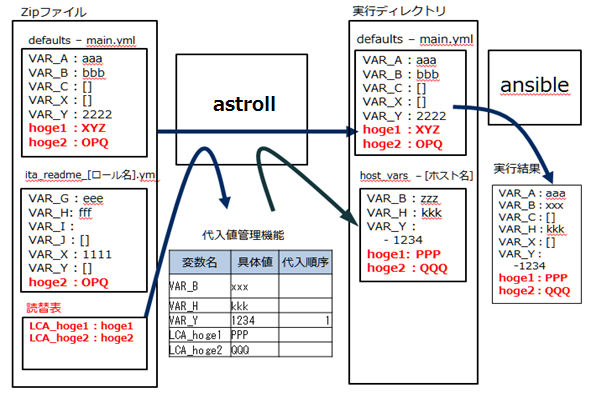 Zipファイル
defaults – main.yml
VAR_A : aaa
VAR_B : bbb
VAR_C : []
VAR_X : []
VAR_Y : 2222
hoge1 : XYZ
hoge2 : OPQ
ita_readme_[ロール名].yml
VAR_G : eee
VAR_H: fff
VAR_I :
VAR_J : []
VAR_X : 1111
VAR_Y : []
hoge2 : OPQ
読替表
LCA_hoge1 : hoge1
LCA_hoge2 : hoge2
astroll
代入値管理機能
変数名 具体値 代入順序
VAR_B xxx
VAR_H kkk
VAR_Y 1234 1
LCA_hoge1 PPP
LCA_hoge2 QQQ
実行ディレクトリ
defaults – main.yml
VAR_A : aaa
VAR_B : bbb
VAR_C : []
VAR_X : []
VAR_Y : 2222
hoge1 : XYZ
hoge2 : OPQ
host_vars – [ホスト名]
VAR_B : zzz
VAR_H : kkk
VAR_Y :
- 1234
hoge1: PPP
hoge2 : QQQ
ansible
実行結果
VAR_A : aaa
VAR_B : xxx
VAR_C : []
VAR_H : kkk
VAR_X : []
VAR_Y :
-1234
hoge1 : PPP
hoge2 : QQQ